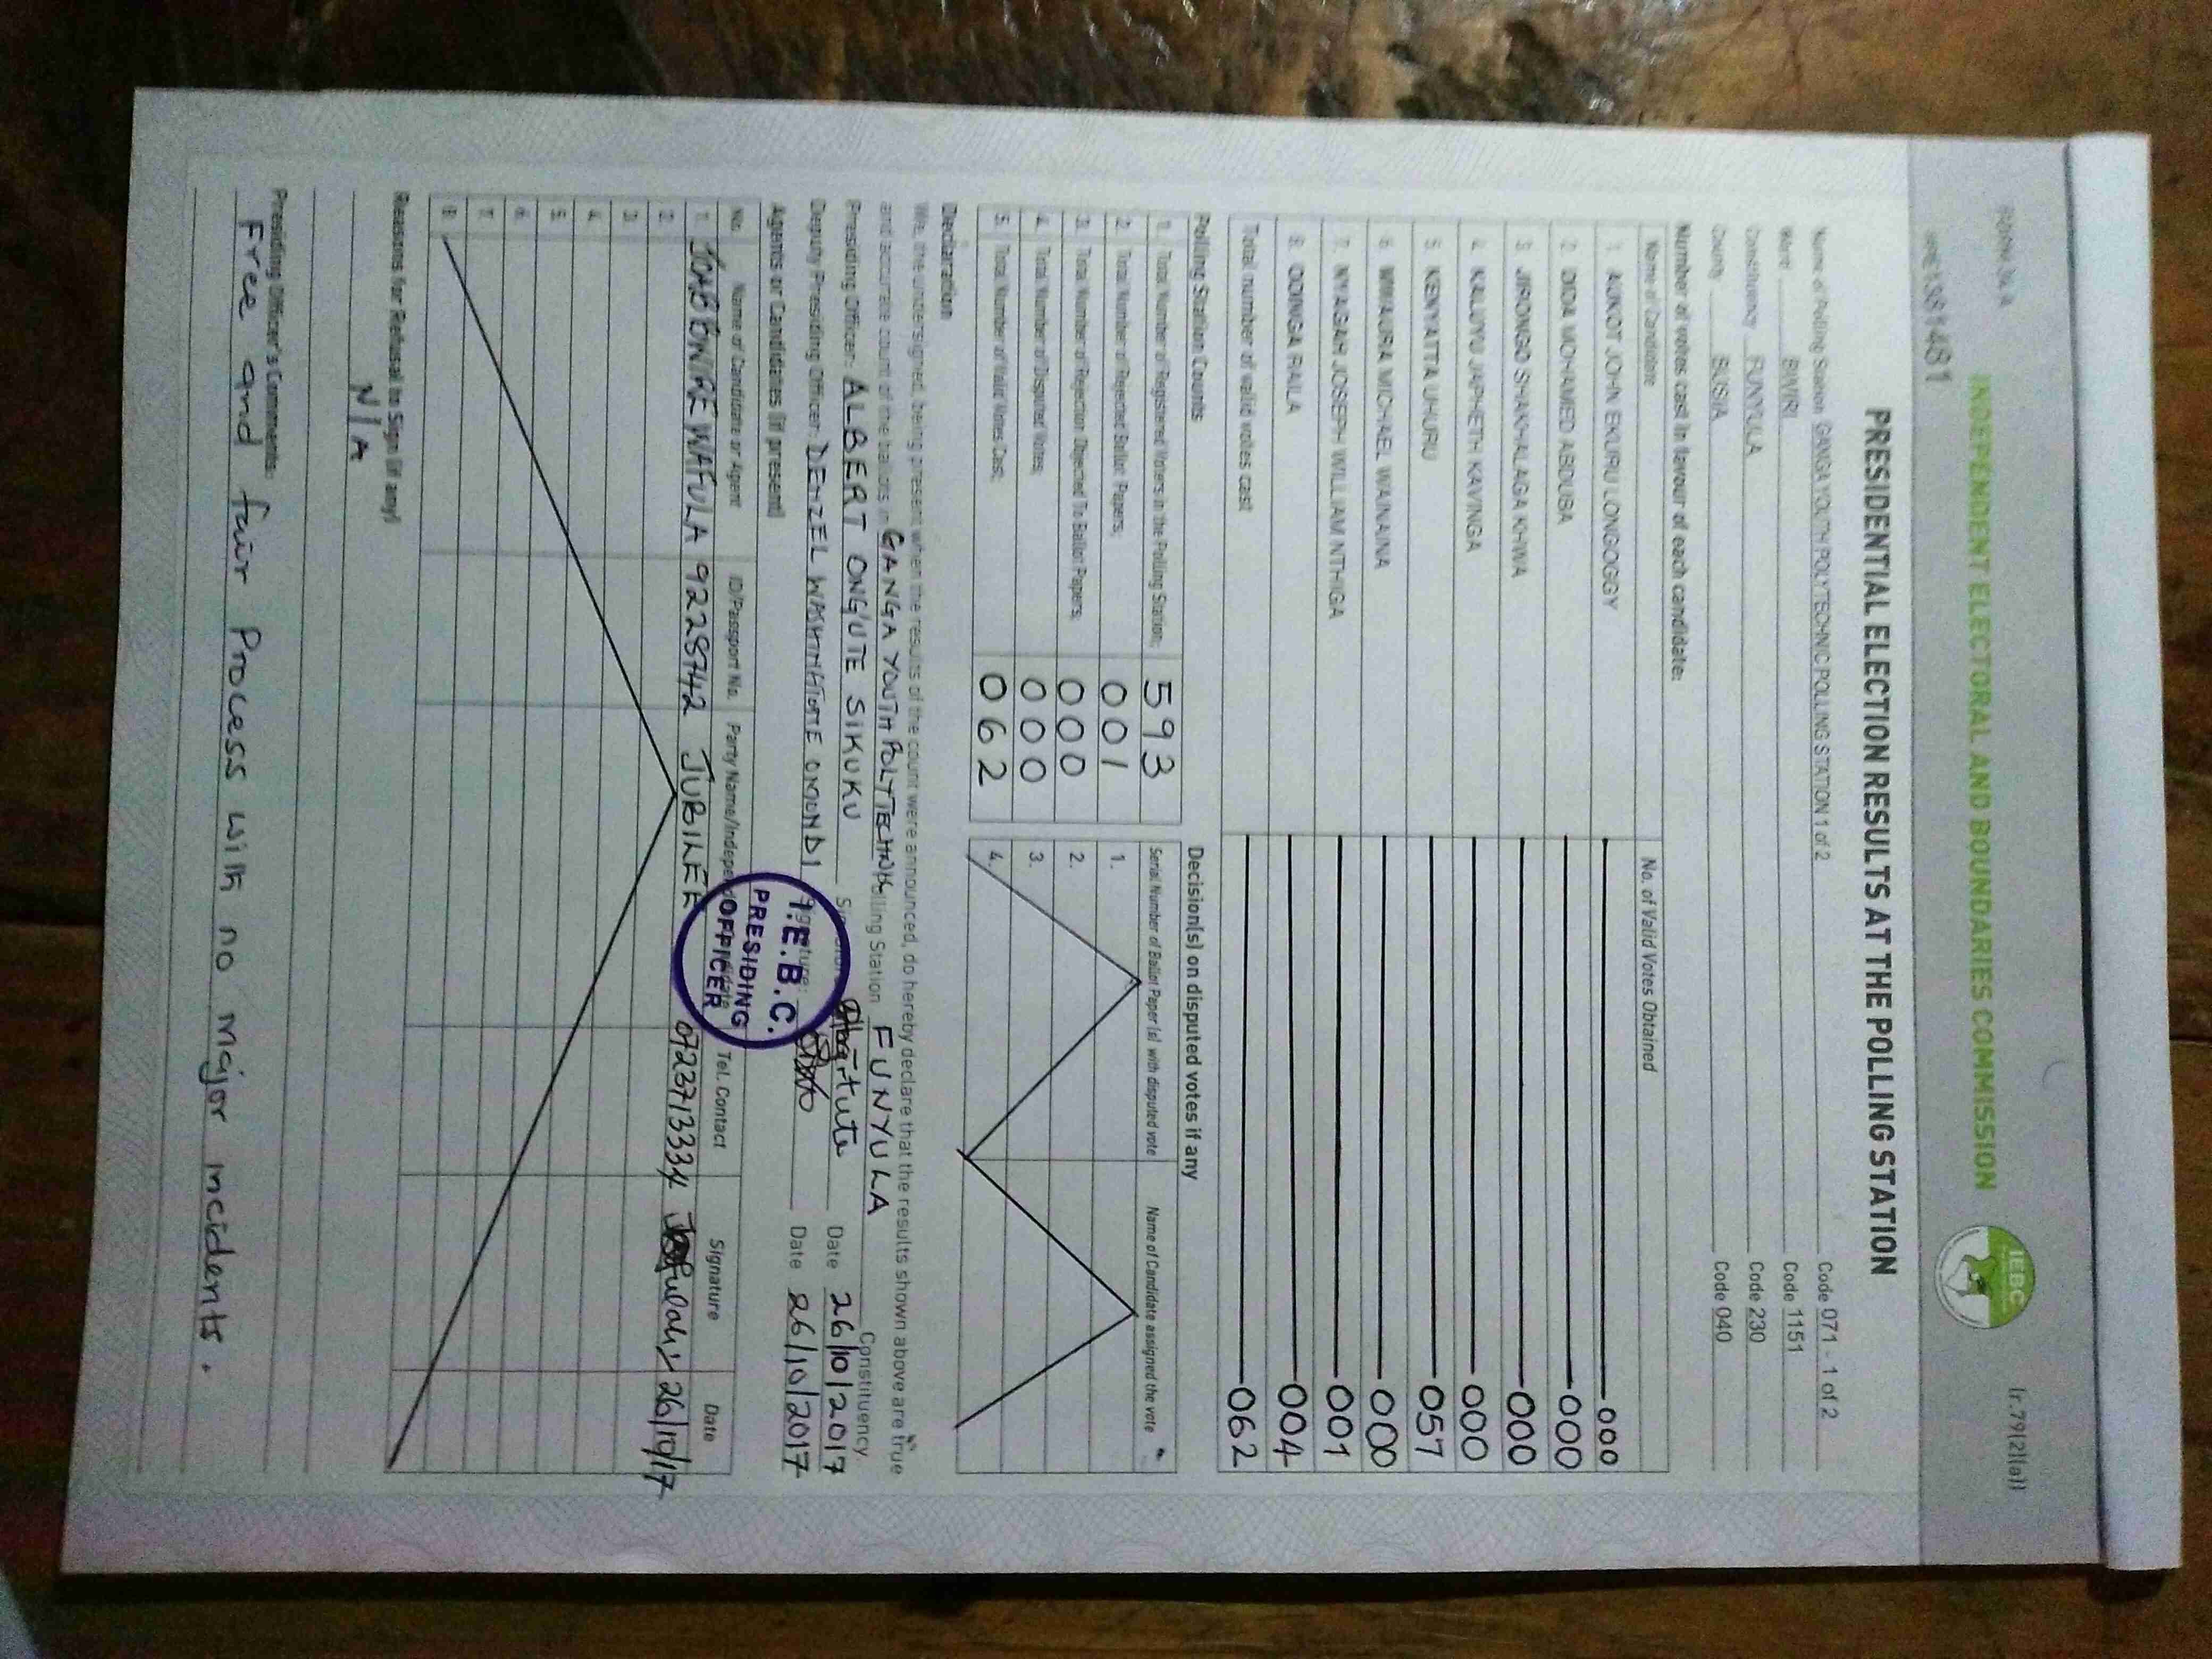 FORM 34 A
(r.79(2)(a))
INDEPENDENT ELECTORAL AND BOUNDARIES COMMISSION
IEBC
PRESIDENTIAL ELECTION RESULTS AT THE POLLING STATION
Name of Polling Station GANGA YOUTH POLYTECHNIC POLLING STATION 1 of 2 Code 071 - 1 of 2
Ward BWIRI Code 1151
Constituency FUNYULA Code 230
County BUSIA Code 040
Number of votes cast in favour of each candidate:
Name of Candidate No. of Valid Votes Obtained
1. AUKOT JOHN EKURU LONGOGGY 000
2. DIDA MOHAMED ABDUBA 000
3. JIRONGO SHAKHALAGA KHWA 000
4. KALUYU JAPHETH KAVINGA 000
5. KENYATTA UHURU 057
6. MWAURA MICHAEL WAINAINA 000
7. NYAGAH JOSEPH WILLIAM NTHIGA 001
8. ODINGA RAILA 004
Total number of valid votes cast 062
Polling Station Counts
1. Total Number of Registered Voters in the Polling Station: 593
2. Total Number of Rejected Ballot Papers: 001
3. Total Number of Rejection Objected To Ballot Papers: 000
4. Total Number of Disputed Votes: 000
5. Total Number of Valid Votes Cast: 062
Decision(s) on disputed votes if any
Serial Number of Ballot Paper (s) with disputed vote Name of Candidate assigned the vote
1.
2.
3.
4.
Declaration
We, the undersigned, being present when the results of the count were announced, do hereby declare that the results shown above are true
and accurate count of the ballots in GANGA YOUTH POLYTECHNIC Polling Station FUNYULA Constituency
Presiding Officer: ALBERT ONG'UTE SIKUKU Date 26/10/2017
Deputy Presiding Officer: DENZEL Signature: Date 26/10/2017
Agents or Candidates (if present)
No. Name of Candidate or Agent ID/Passport No. Party Name/ Tel. Contact Signature Date
1. WAFULA 9228742 JUBILEE 26/10/17
2.
3.
4.
5.
6.
7.
8.
I.E.B.C.
PRESIDING
OFFICER
Reasons for Refusal to Sign (if any)
N/A
Presiding Officer's Comments:
Free and fair Process with no major incidents.